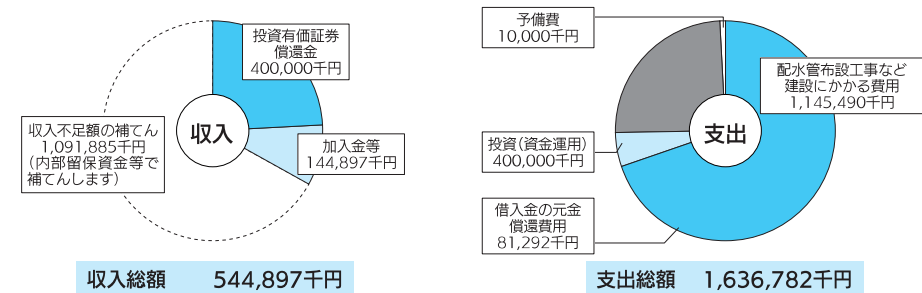 投資有価証券
償還金
400,000千円
収入
収入不足額の補てん
1,091,885千円
(内部留保資金等で
補てんします)
加入金等
144,897千円
収入総額 544,897千円
予備費
10,000千円
配水管布設工事など
建設にかかる費用
1,145,490千円
支出
投資(資金運用)
400,000千円
借入金の元金
償還費用
81,292千円
支出総額 1,636,782千円